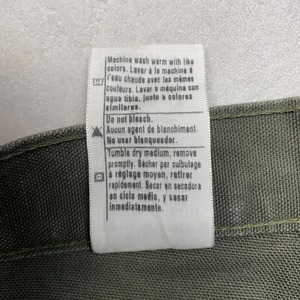 Machine wash warm with like
colors. Laver à la machine à
l'eau chaude avec les mêmes
couleurs. Lavar a máquina con
agua tibia, junto a colores
similares.
Do not bleach.
Aucun agent de blanchiment.
No usar blanqueador.
Tumble dry medium, remove
promptly. Sécher par culbutage
à réglage moyen, retirer
rapidement. Secar en secadora
en ciclo medio, y sacar
inmediatamente.